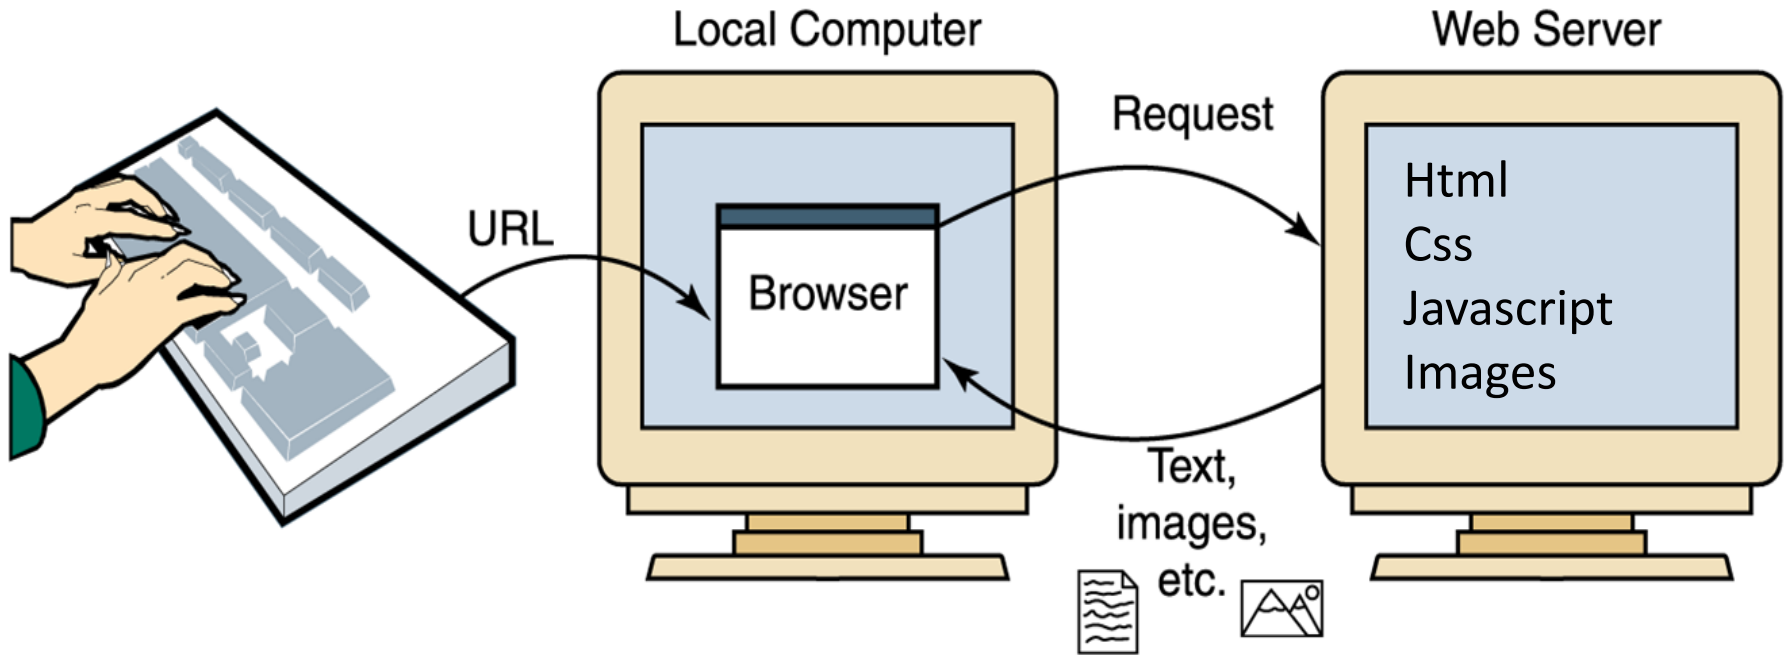 Local Computer
Web Server
Request
URL
Browser
Html
Css
Javascript
Images
Text,
images,
etc.